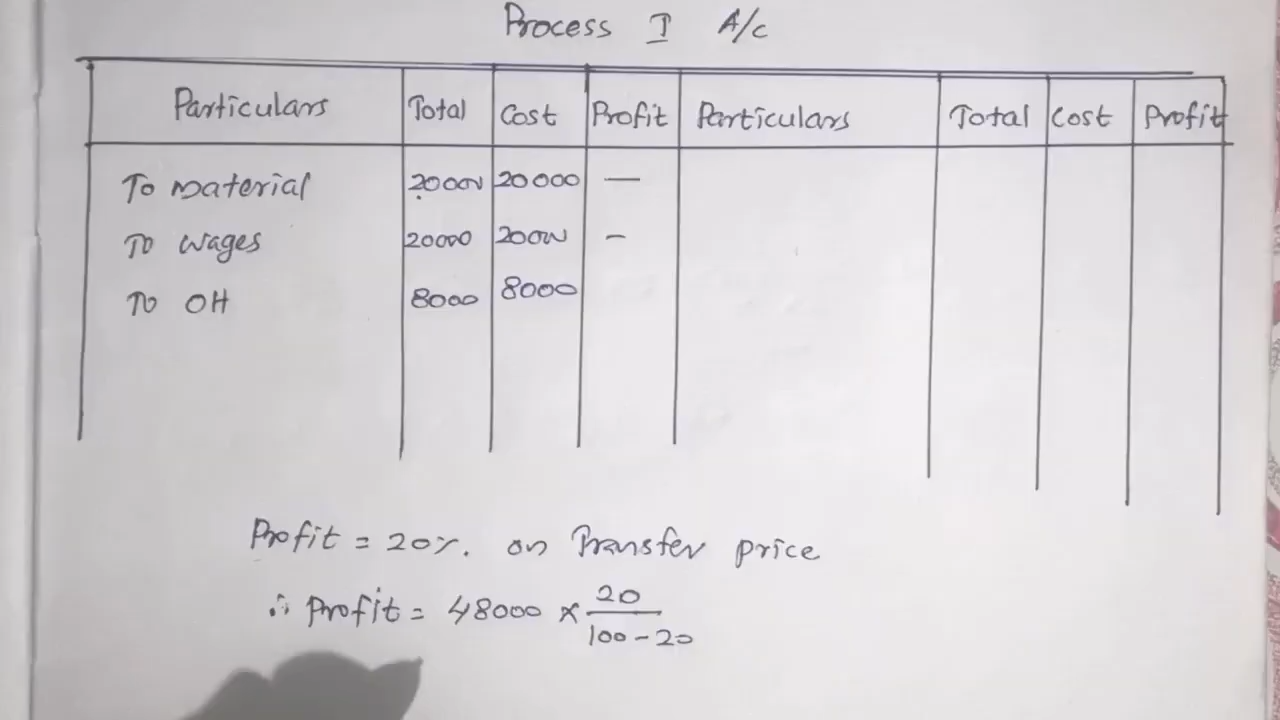 Process I A/c
Particulars Total Cost Profit Particulars Total Cost Profit
To Material 20000 20000 —
To Wages 20000 20000 –
To OH 8000 8000
Profit = 20%. on Transfer price
∴ Profit = 48000 × 20 / 100 - 20